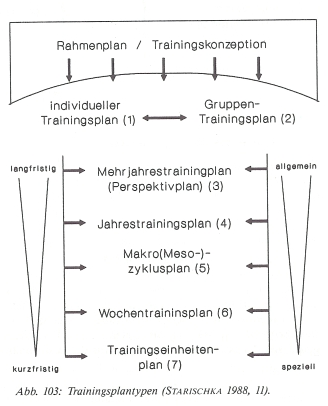 Rahmenplan / Trainingskonzeption
individueller
Trainingsplan (1)
Gruppen-
Trainingsplan (2)
langfristig
allgemein
Mehrjahrestrainingplan
(Perspektivplan) (3)
Jahrestrainingsplan (4)
Makro(Meso-)-
zyklusplan (5)
Wochentraininsplan (6)
Trainingseinheiten-
plan (7)
kurzfristig
speziell
Abb. 103: Trainingsplantypen (STARISCHKA 1988, 11).